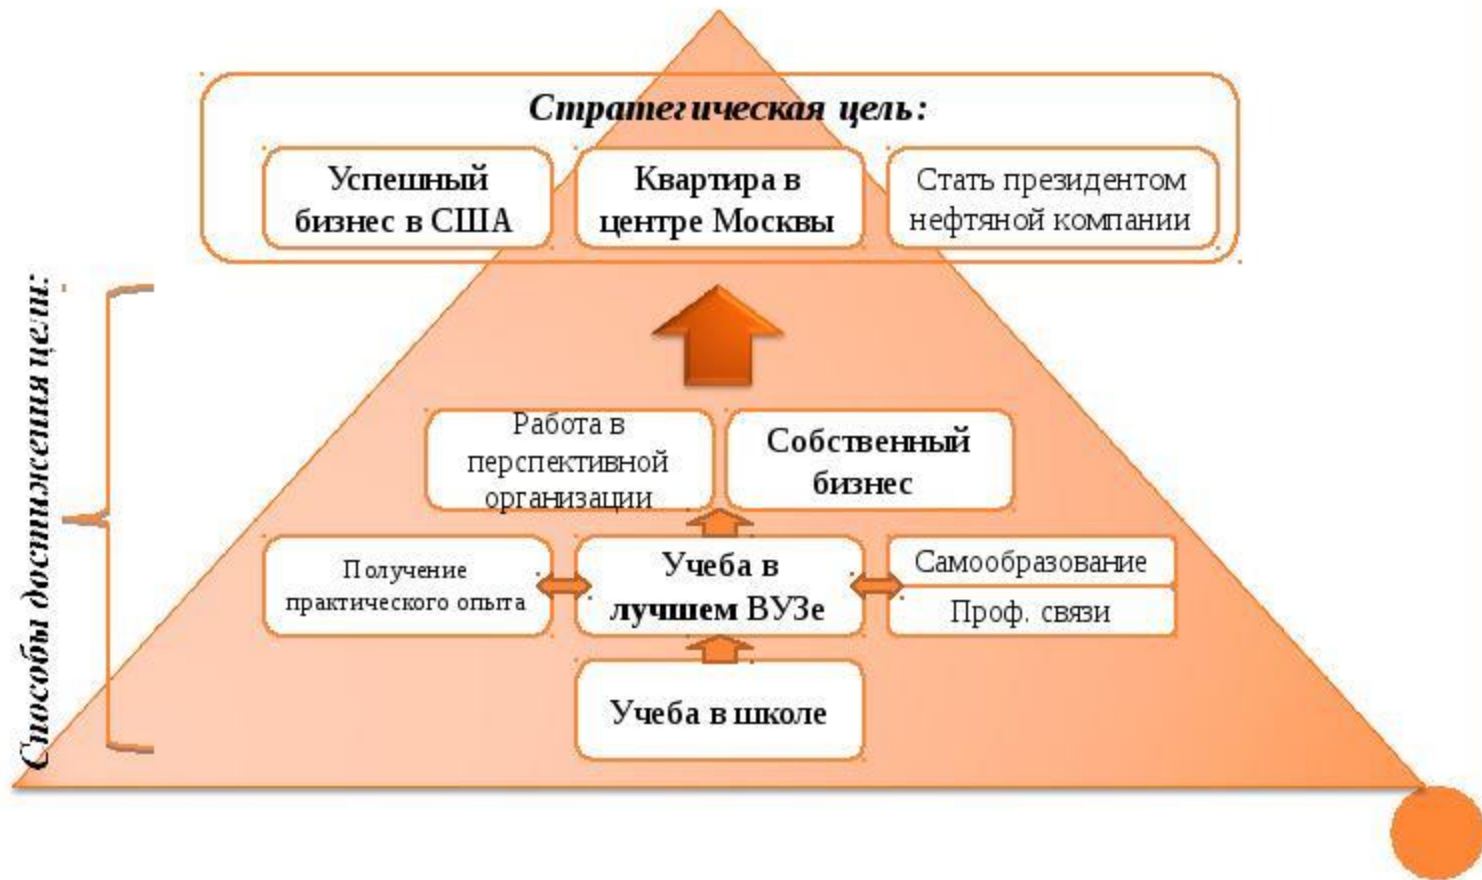 Стратегическая цель:
Успешный
бизнес в США
Квартира в
центре Москвы
Стать президентом
нефтяной компании
Способы достижения цели:
Работа в
перспективной
организации
Собственный
бизнес
Получение
практического опыта
Учеба в
лучшем ВУЗе
Самообразование
Проф. связи
Учеба в школе